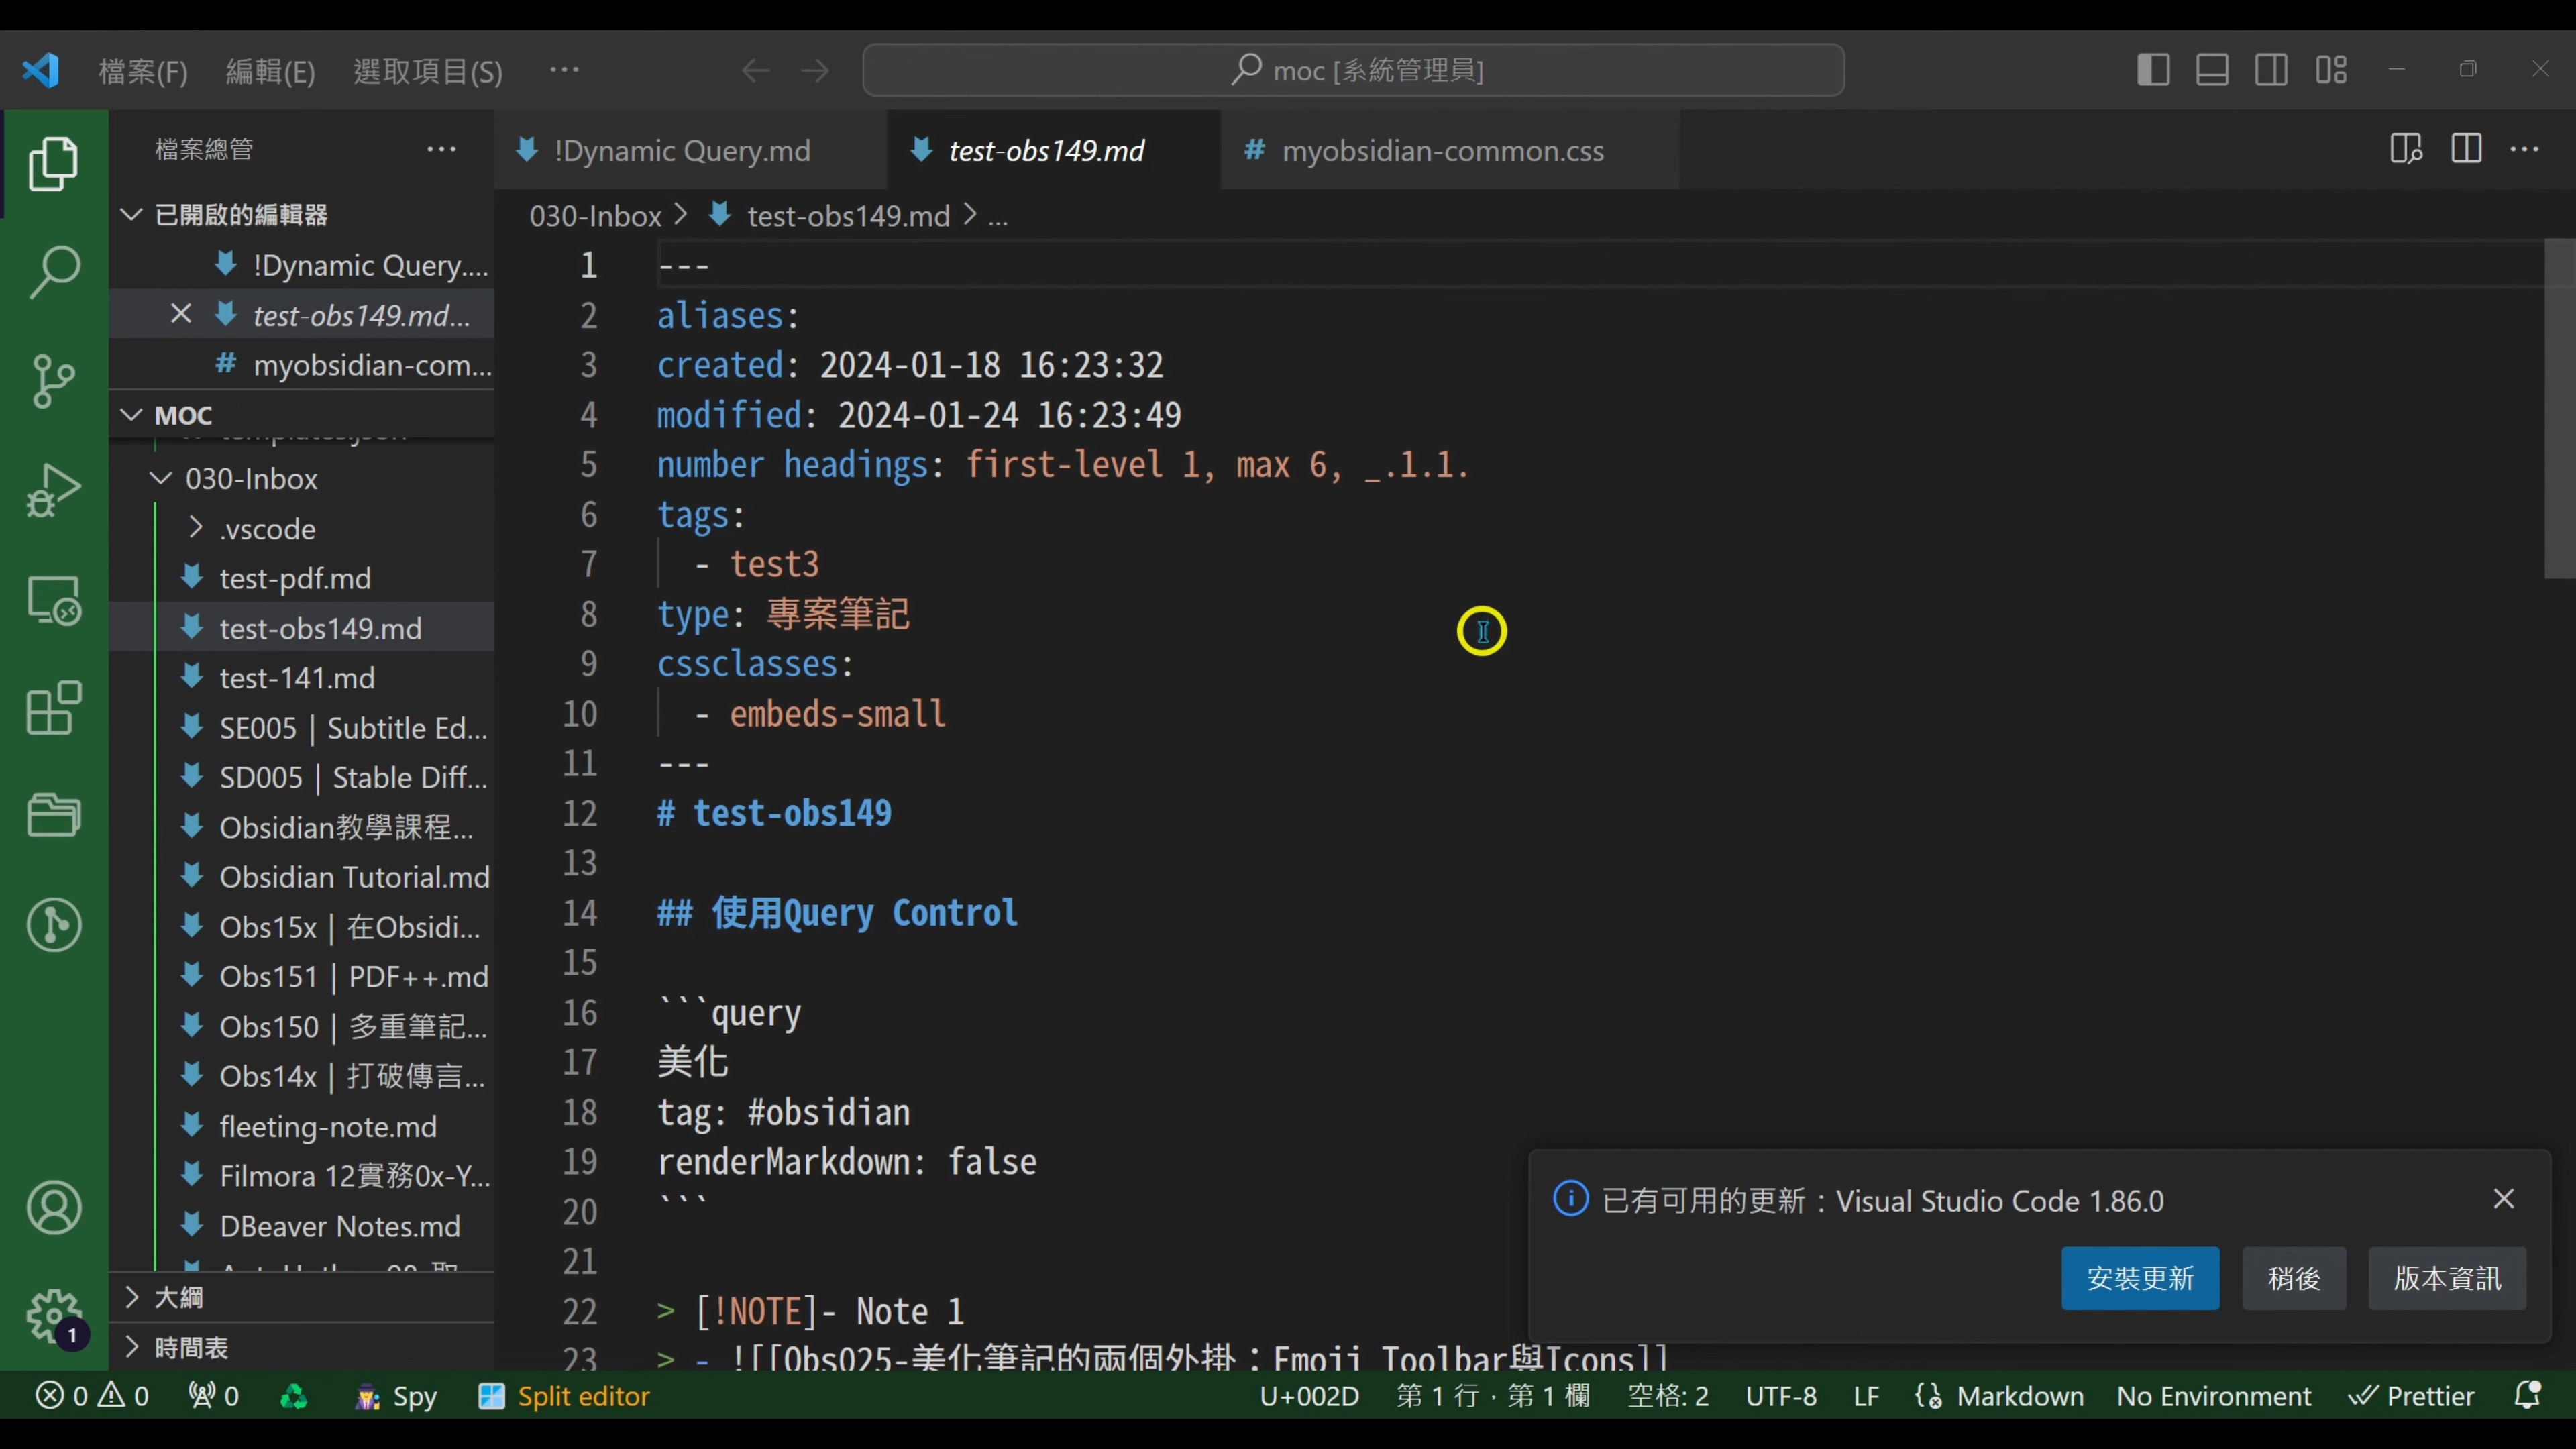 檔案(F) 編輯(E) 選取項目(S) ··· moc [系統管理員]
檔案總管 ···
!Dynamic Query.md test-obs149.md # myobsidian-common.css ···
已開啟的編輯器
!Dynamic Query....
test-obs149.md...
# myobsidian-com...
MOC
templates.json
030-Inbox
.vscode
test-pdf.md
test-obs149.md
test-141.md
SE005 | Subtitle Ed...
SD005 | Stable Diff...
Obsidian教學課程...
Obsidian Tutorial.md
Obs15x | 在Obsidi...
Obs151 | PDF++.md
Obs150 | 多重筆記...
Obs14x | 打破傳言...
fleeting-note.md
Filmora 12實務0x-Y...
DBeaver Notes.md
大綱
時間表
030-Inbox > test-obs149.md > ...
1 ---
2 aliases:
3 created: 2024-01-18 16:23:32
4 modified: 2024-01-24 16:23:49
5 number headings: first-level 1, max 6, _.1.1.
6 tags:
7 - test3
8 type: 專案筆記
9 cssclasses:
10 - embeds-small
11 ---
12 # test-obs149
13
14 ## 使用Query Control
15
16 ```query
17 美化
18 tag: #obsidian
19 renderMarkdown: false
20 ```
21
22 > [!NOTE]- Note 1
23 > - ![[Obs025-美化筆記的兩個外掛：Emoji Toolbar與Icons]]
已有可用的更新：Visual Studio Code 1.86.0
安裝更新 稍後 版本資訊
1
0 0 0 Spy Split editor U+002D 第 1 行，第 1 欄 空格: 2 UTF-8 LF Markdown No Environment Prettier